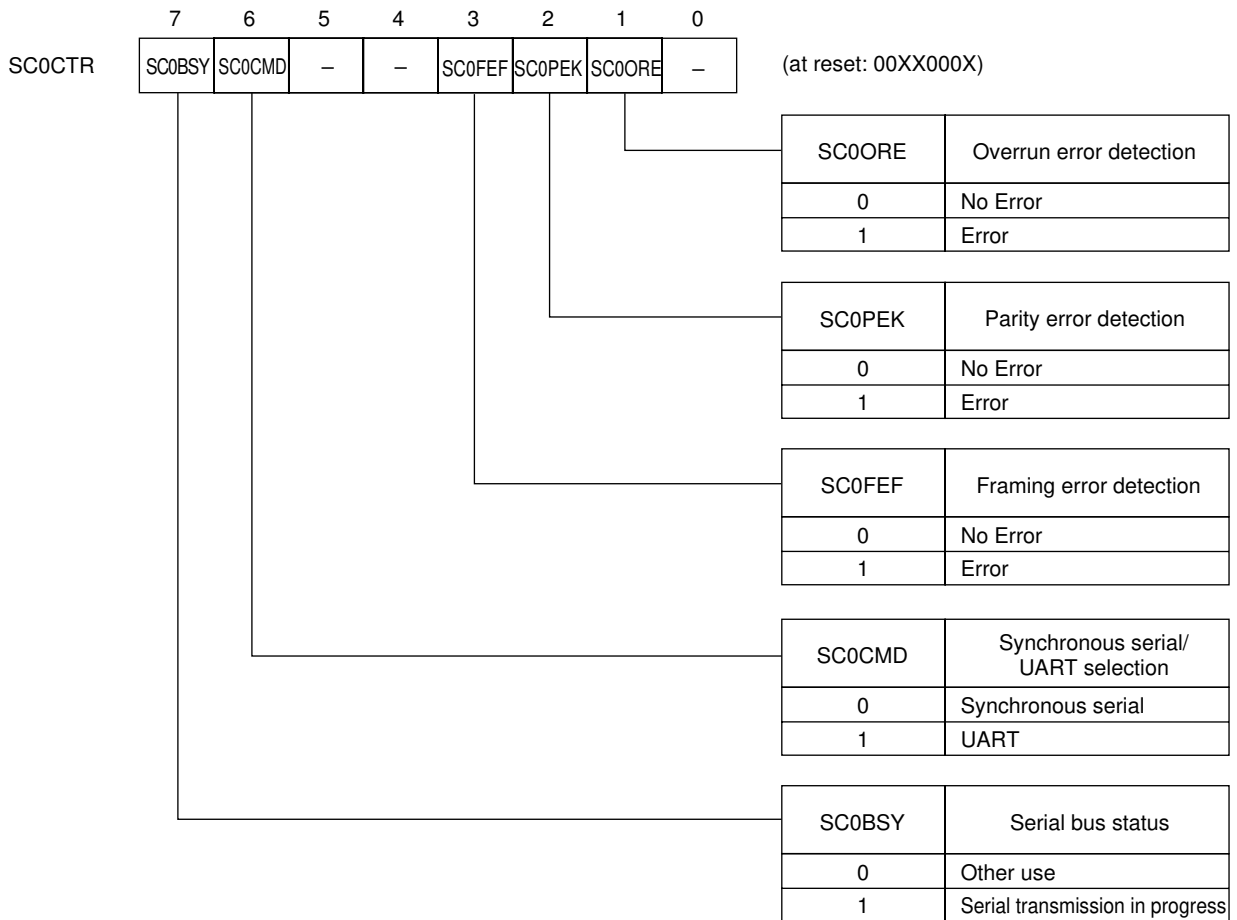 7 6 5 4 3 2 1 0
SC0CTR SC0BSY SC0CMD – – SC0FEF SC0PEK SC0ORE – (at reset: 00XX000X)
SC0ORE Overrun error detection
0 No Error
1 Error
SC0PEK Parity error detection
0 No Error
1 Error
SC0FEF Framing error detection
0 No Error
1 Error
SC0CMD Synchronous serial/
UART selection
0 Synchronous serial
1 UART
SC0BSY Serial bus status
0 Other use
1 Serial transmission in progress